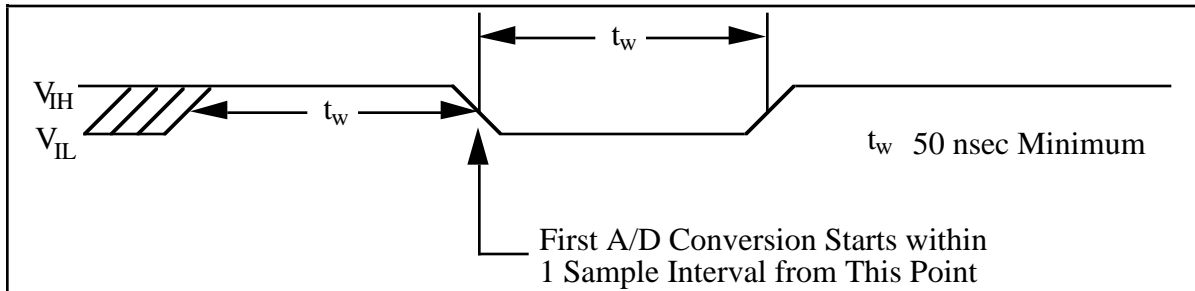 tw
VIH
tw
VIL
tw 50 nsec Minimum
First A/D Conversion Starts within
1 Sample Interval from This Point